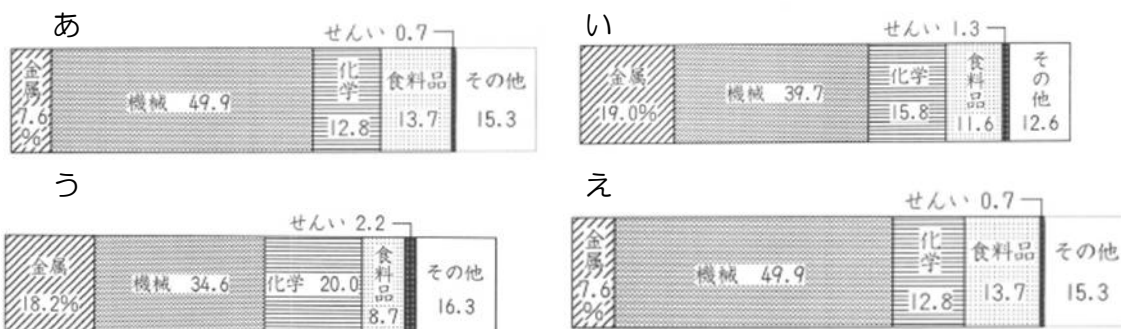 あ
せんい 0.7
金属 7.6 %
機械 49.9
化学 12.8
食料品 13.7
その他 15.3
い
せんい 1.3
金属 19.0%
機械 39.7
化学 15.8
食料品 11.6
その他 12.6
う
せんい 2.2
金属 18.2%
機械 34.6
化学 20.0
食料品 8.7
その他 16.3
え
せんい 0.7
金属 7.6 %
機械 49.9
化学 12.8
食料品 13.7
その他 15.3